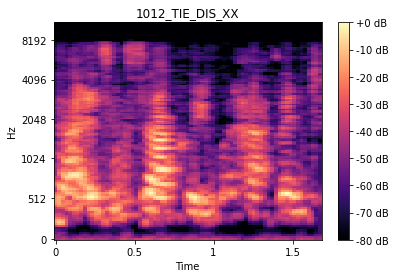 1012_TIE_DIS_XX
8192
4096
2048
1024
512
0
Hz
0
0.5
1
1.5
Time
+0 dB
-10 dB
-20 dB
-30 dB
-40 dB
-50 dB
-60 dB
-70 dB
-80 dB